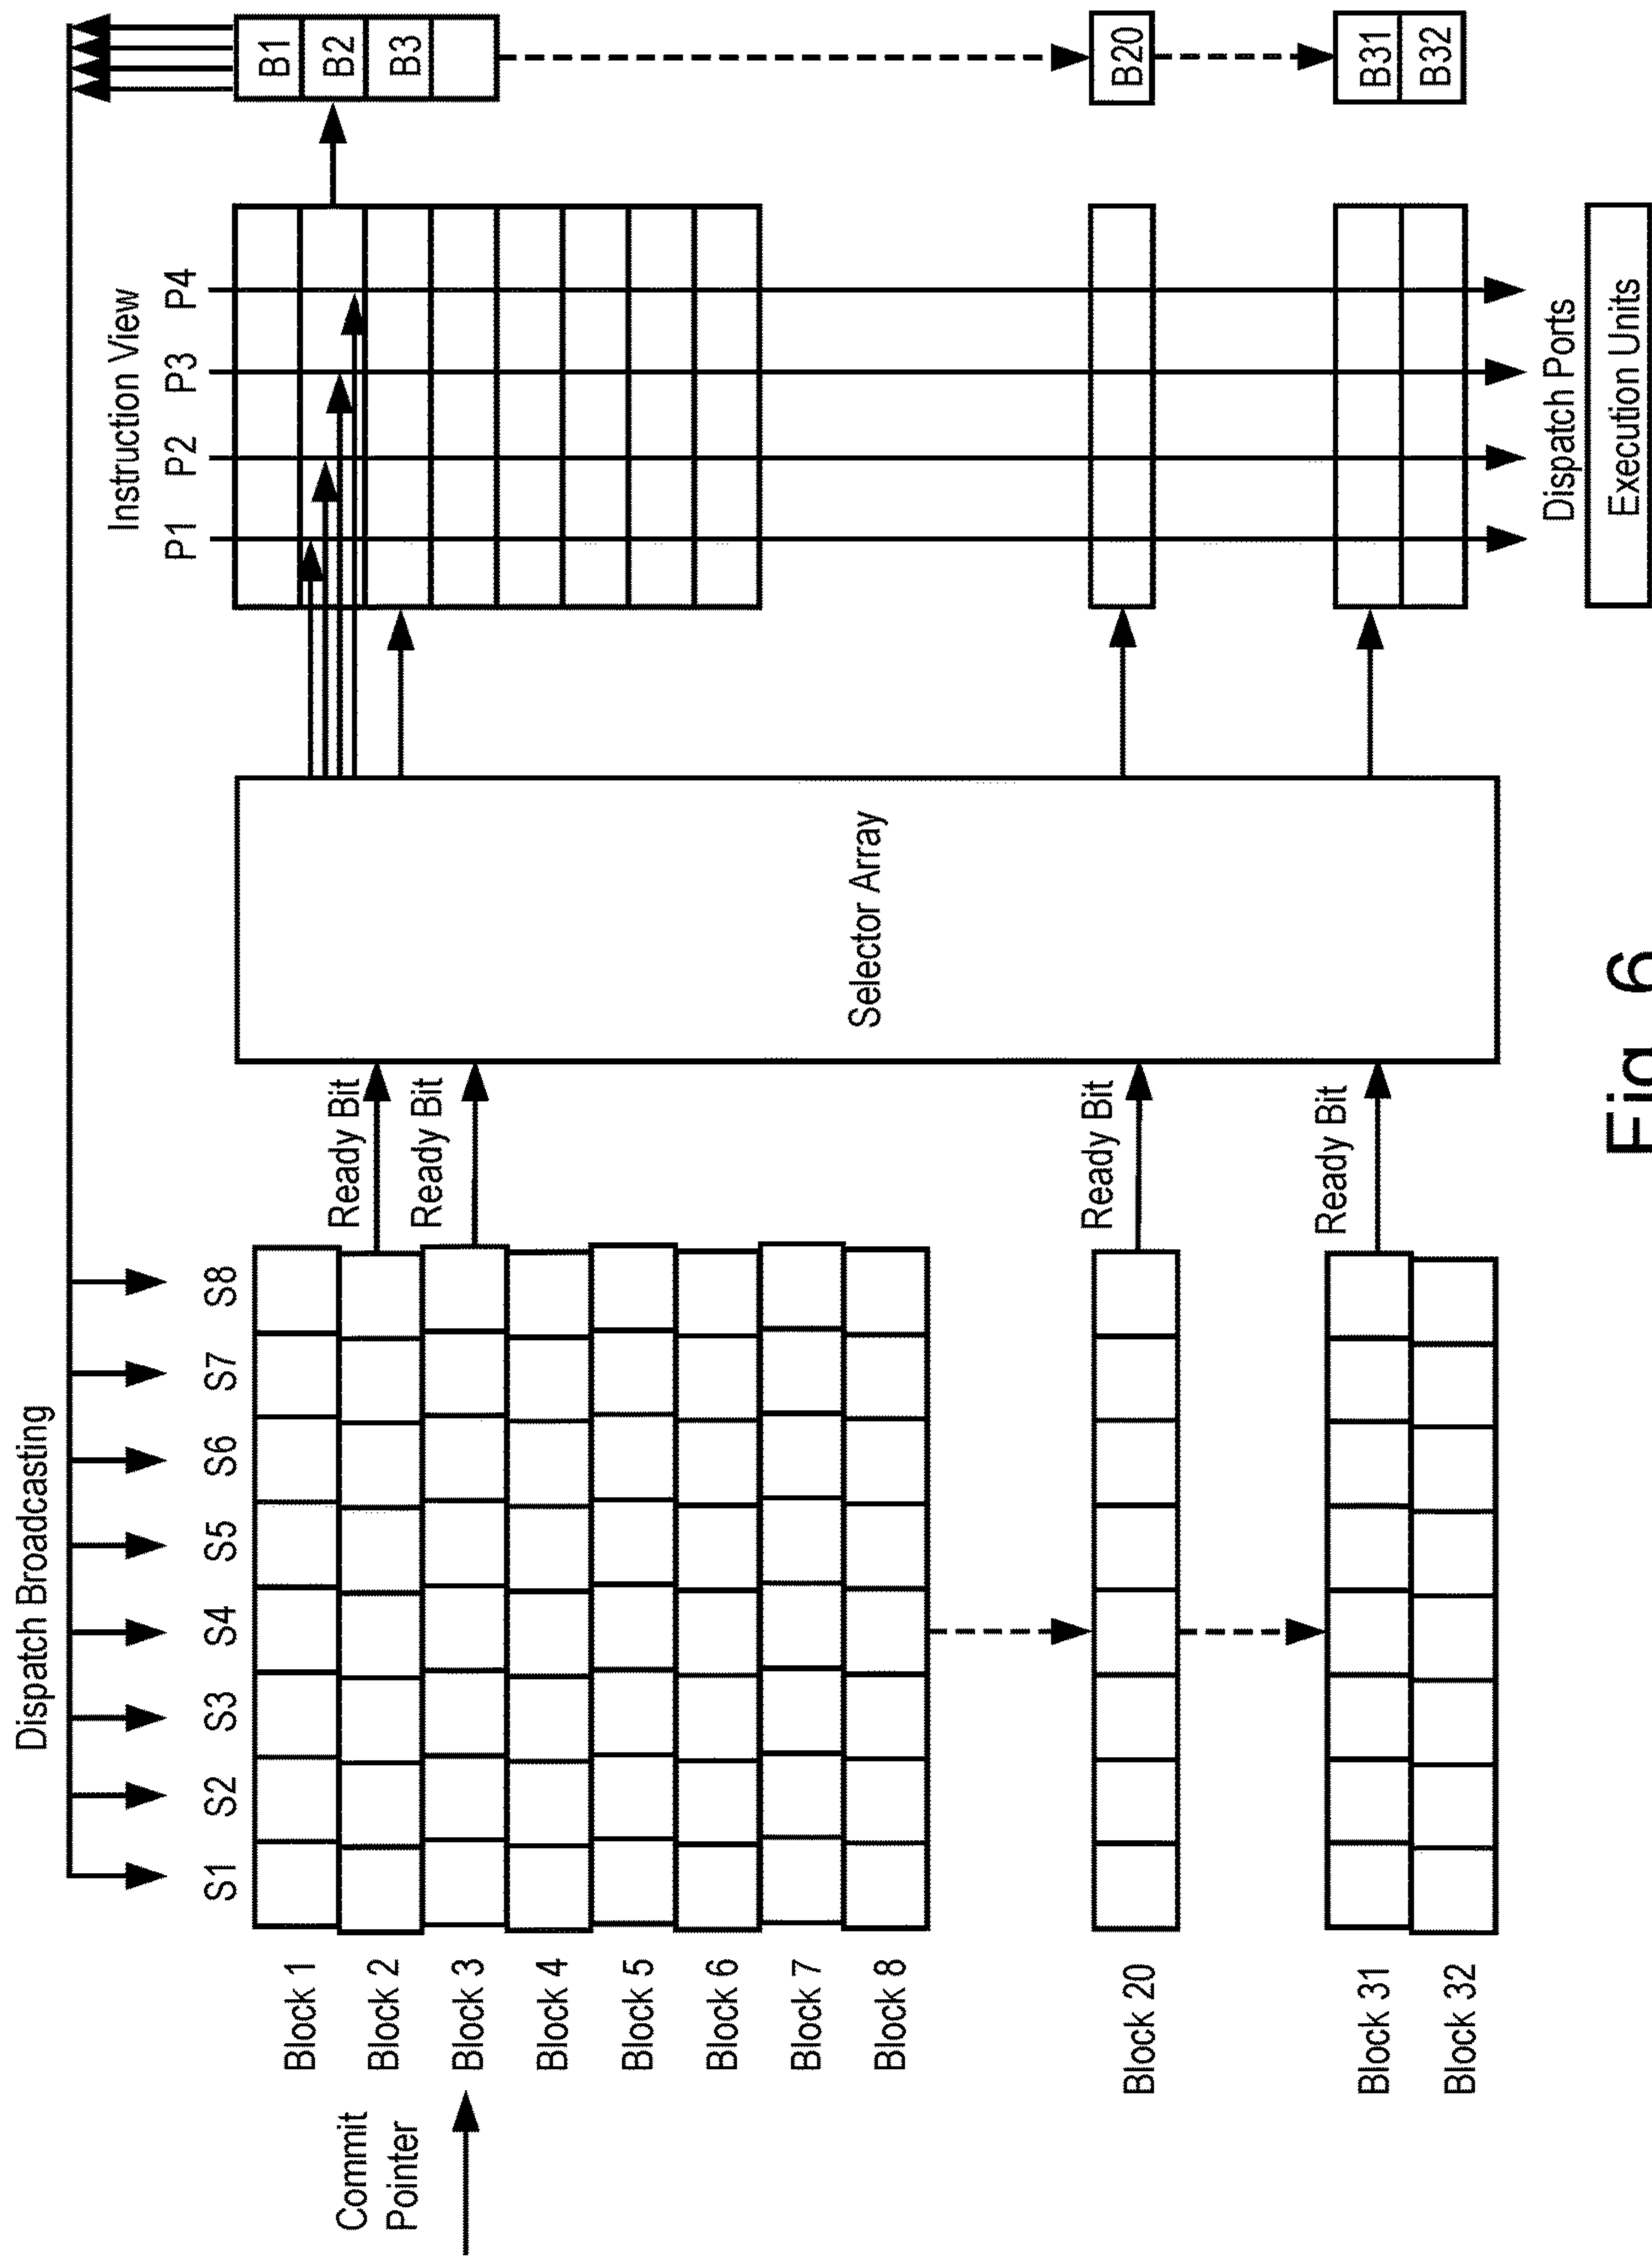 Dispatch Broadcasting
S1 S2 S3 S4 S5 S6 S7 S8
Instruction View
P1 P2 P3 P4
Commit
Pointer
Block 1
Block 2
Block 3
Block 4
Block 5
Block 6
Block 7
Block 8
Block 20
Block 31
Block 32
Ready Bit
Ready Bit
Ready Bit
Ready Bit
Selector Array
B1
B2
B3
B20
B31
B32
Dispatch Ports
Execution Units
Fig. 6